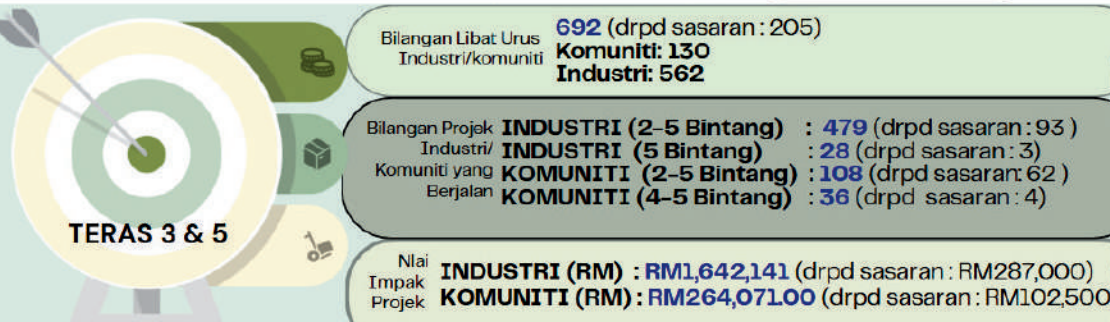 Bilangan Libat Urus Industri/komuniti
692 (drpd sasaran : 205)
Komuniti: 130
Industri: 562
Bilangan Projek Industri/ Komuniti yang Berjalan
INDUSTRI (2-5 Bintang) : 479 (drpd sasaran : 93 )
INDUSTRI (5 Bintang) : 28 (drpd sasaran : 3)
KOMUNITI (2-5 Bintang) : 108 (drpd sasaran: 62 )
KOMUNITI (4-5 Bintang) : 36 (drpd sasaran : 4)
TERAS 3 & 5
Nlai Impak Projek
INDUSTRI (RM) : RM1,642,141 (drpd sasaran : RM287,000)
KOMUNITI (RM) : RM264,071.00 (drpd sasaran : RM102,500